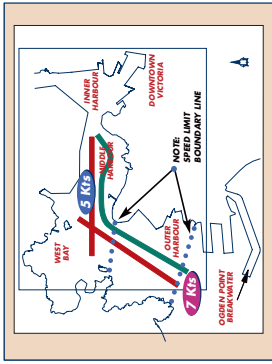 INNER
HARBOUR
DOWNTOWN
VICTORIA
MIDDLE
HARBOUR
5 Kts
WEST
BAY
NOTE:
SPEED LIMIT
BOUNDARY LINE
OUTER
HARBOUR
7 Kts
OGDEN POINT
BREAKWATER